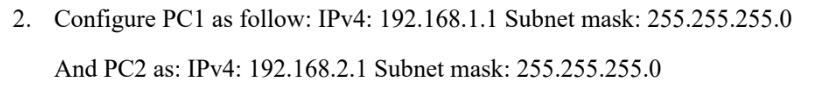 2. Configure PC1 as follow: IPv4: 192.168.1.1 Subnet mask: 255.255.255.0
And PC2 as: IPv4: 192.168.2.1 Subnet mask: 255.255.255.0